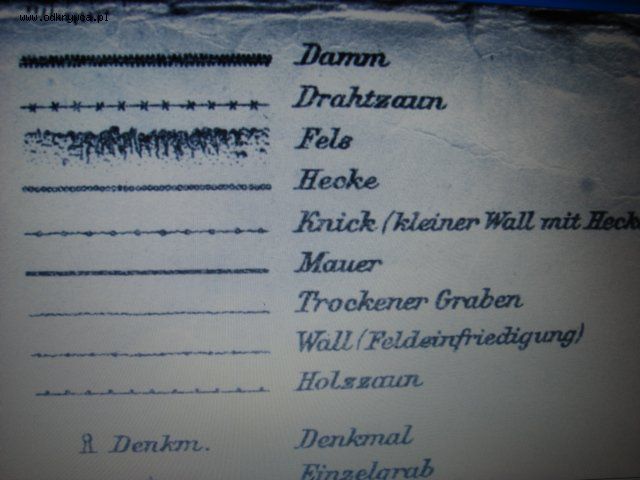 www.odkrywca.pl
Damm
Drahtzaun
Fels
Hecke
Knick (kleiner Wall mit Hecke
Mauer
Trockener Graben
Wall (Feldeinfriedigung)
Holzzaun
Denkm. Denkmal
Einzelgrab